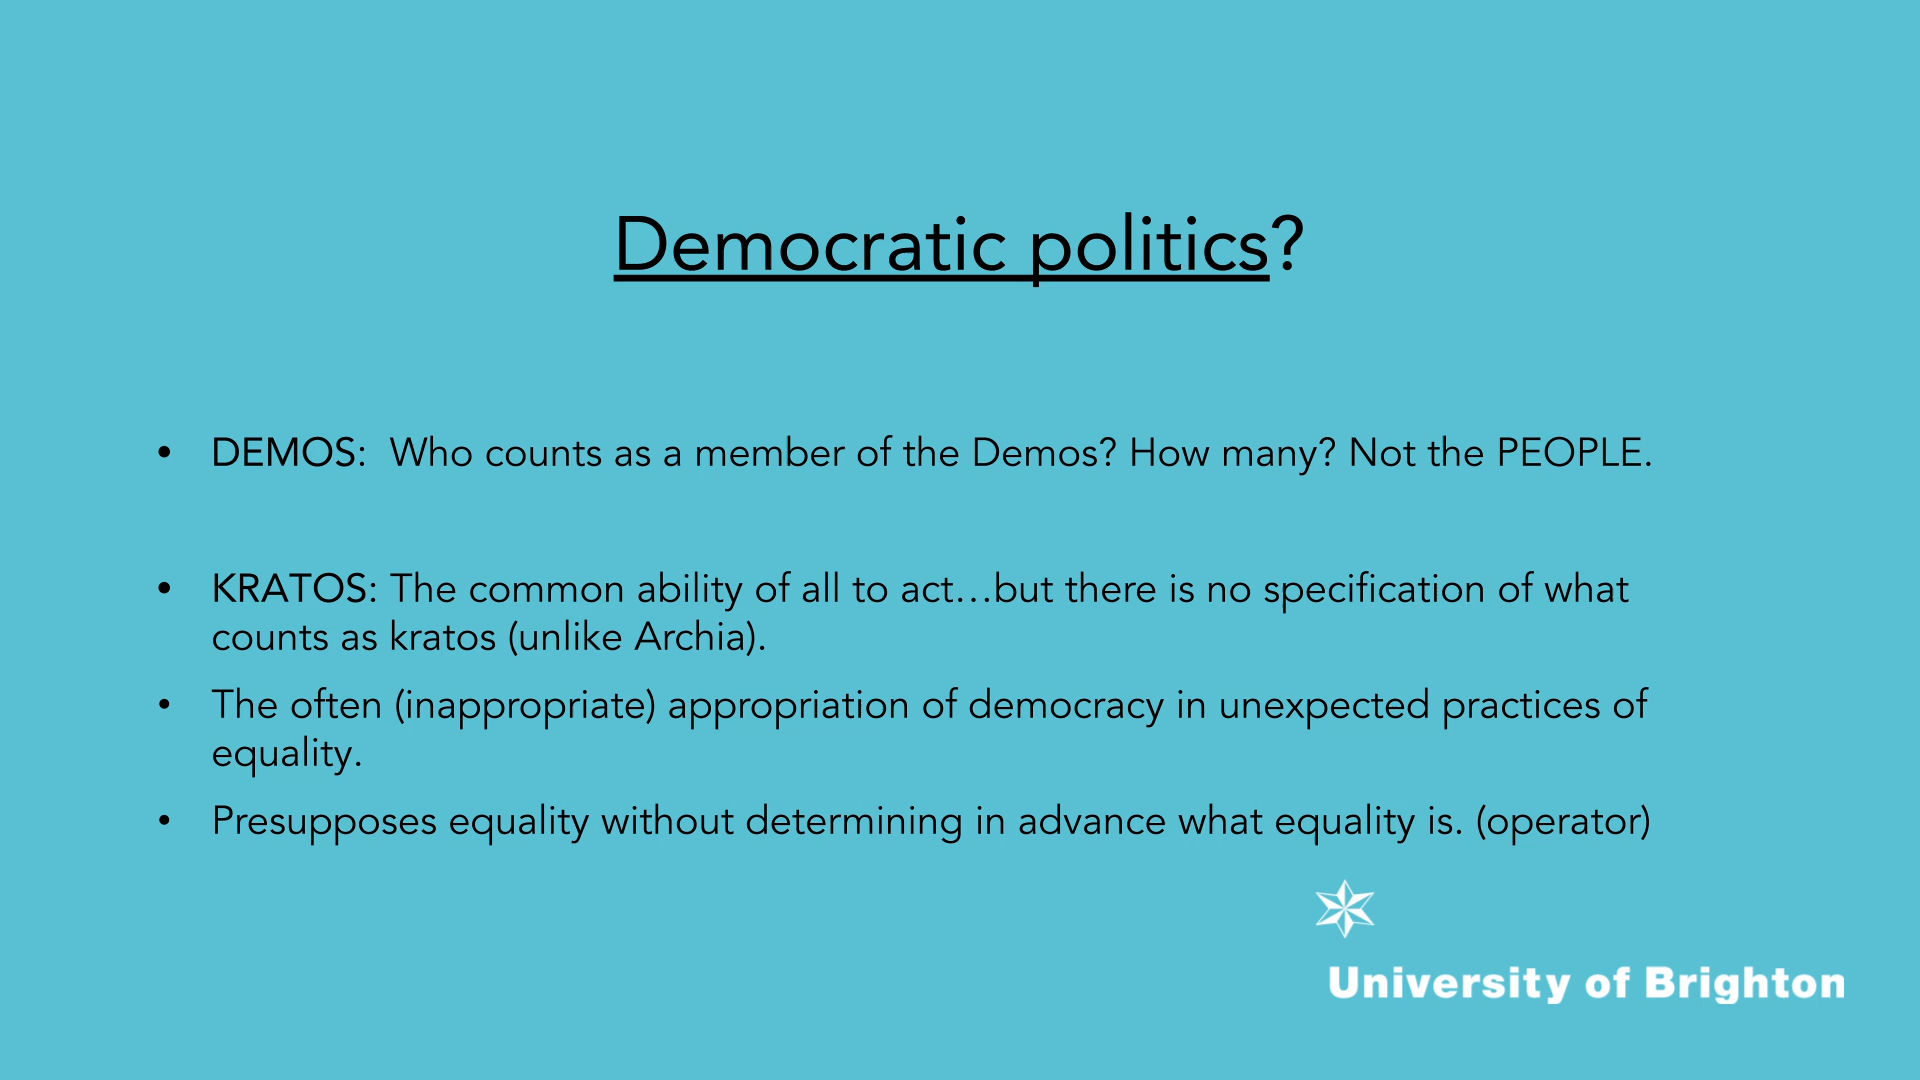 Democratic politics?
• DEMOS:  Who counts as a member of the Demos? How many? Not the PEOPLE.
• KRATOS: The common ability of all to act…but there is no specification of what
counts as kratos (unlike Archia).
• The often (inappropriate) appropriation of democracy in unexpected practices of
equality.
• Presupposes equality without determining in advance what equality is. (operator)
University of Brighton